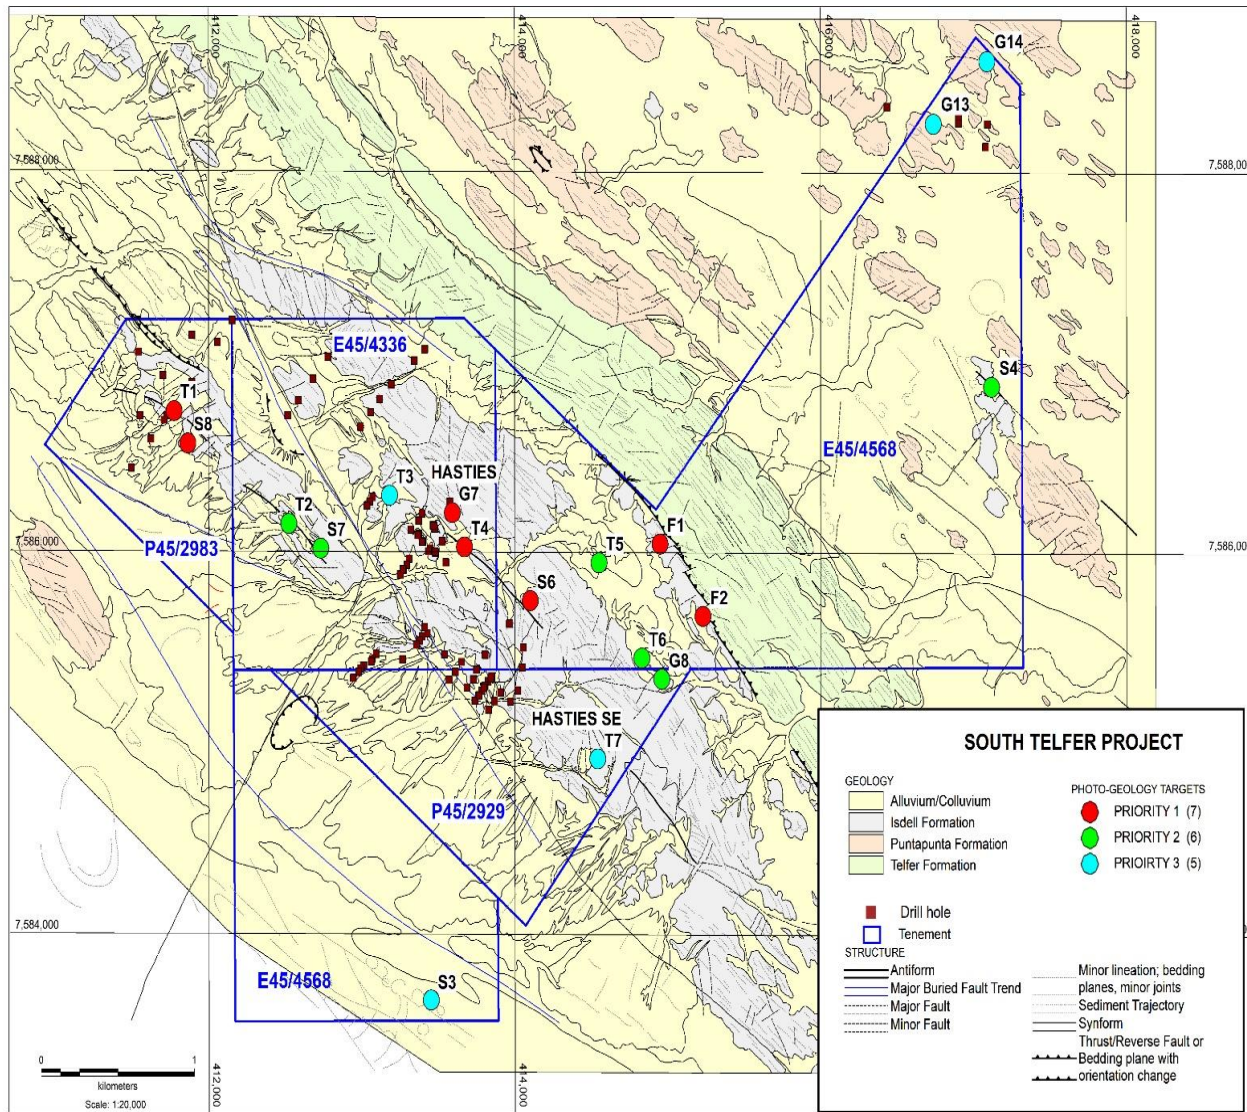 412,000
414,000
416,000
418,000
G14
G13
7,588,000
7,588,0
E45/4336
S4
T1
S8
E45/4568
T3
HASTIES
G7
T2
S7
T4
F1
7,586,000
7,586,000
P45/2983
T5
S6
F2
T6
G8
HASTIES SE
T7
P45/2929
7,584,000
E45/4568
S3
412,000
414,000
0 1
kilometers
Scale: 1:20,000
SOUTH TELFER PROJECT
GEOLOGY
Alluvium/Colluvium
Isdell Formation
Puntapunta Formation
Telfer Formation
PHOTO-GEOLOGY TARGETS
PRIORITY 1 (7)
PRIORITY 2 (6)
PRIOIRTY 3 (5)
Drill hole
Tenement
STRUCTURE
Antiform
Major Buried Fault Trend
Major Fault
Minor Fault
Minor lineation; bedding
planes, minor joints
Sediment Trajectory
Synform
Thrust/Reverse Fault or
Bedding plane with
orientation change